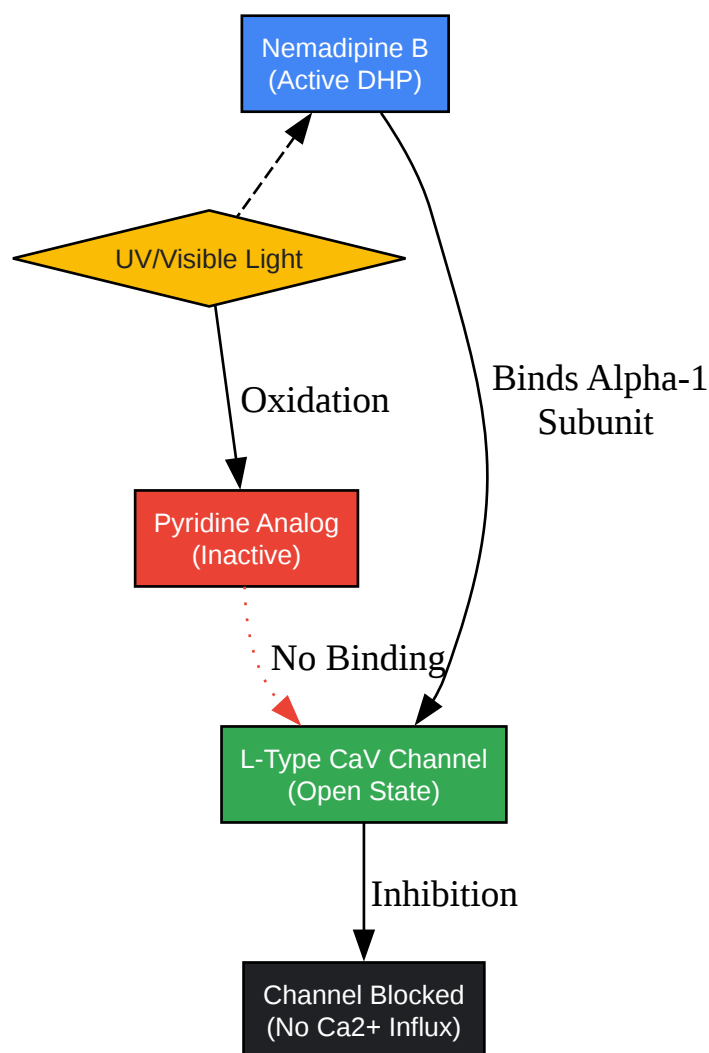 Nemadipine B
(Active DHP)
UV/Visible Light
Oxidation
Binds Alpha-1
Subunit
Pyridine Analog
(Inactive)
No Binding
L-Type CaV Channel
(Open State)
Inhibition
Channel Blocked
(No Ca2+ Influx)